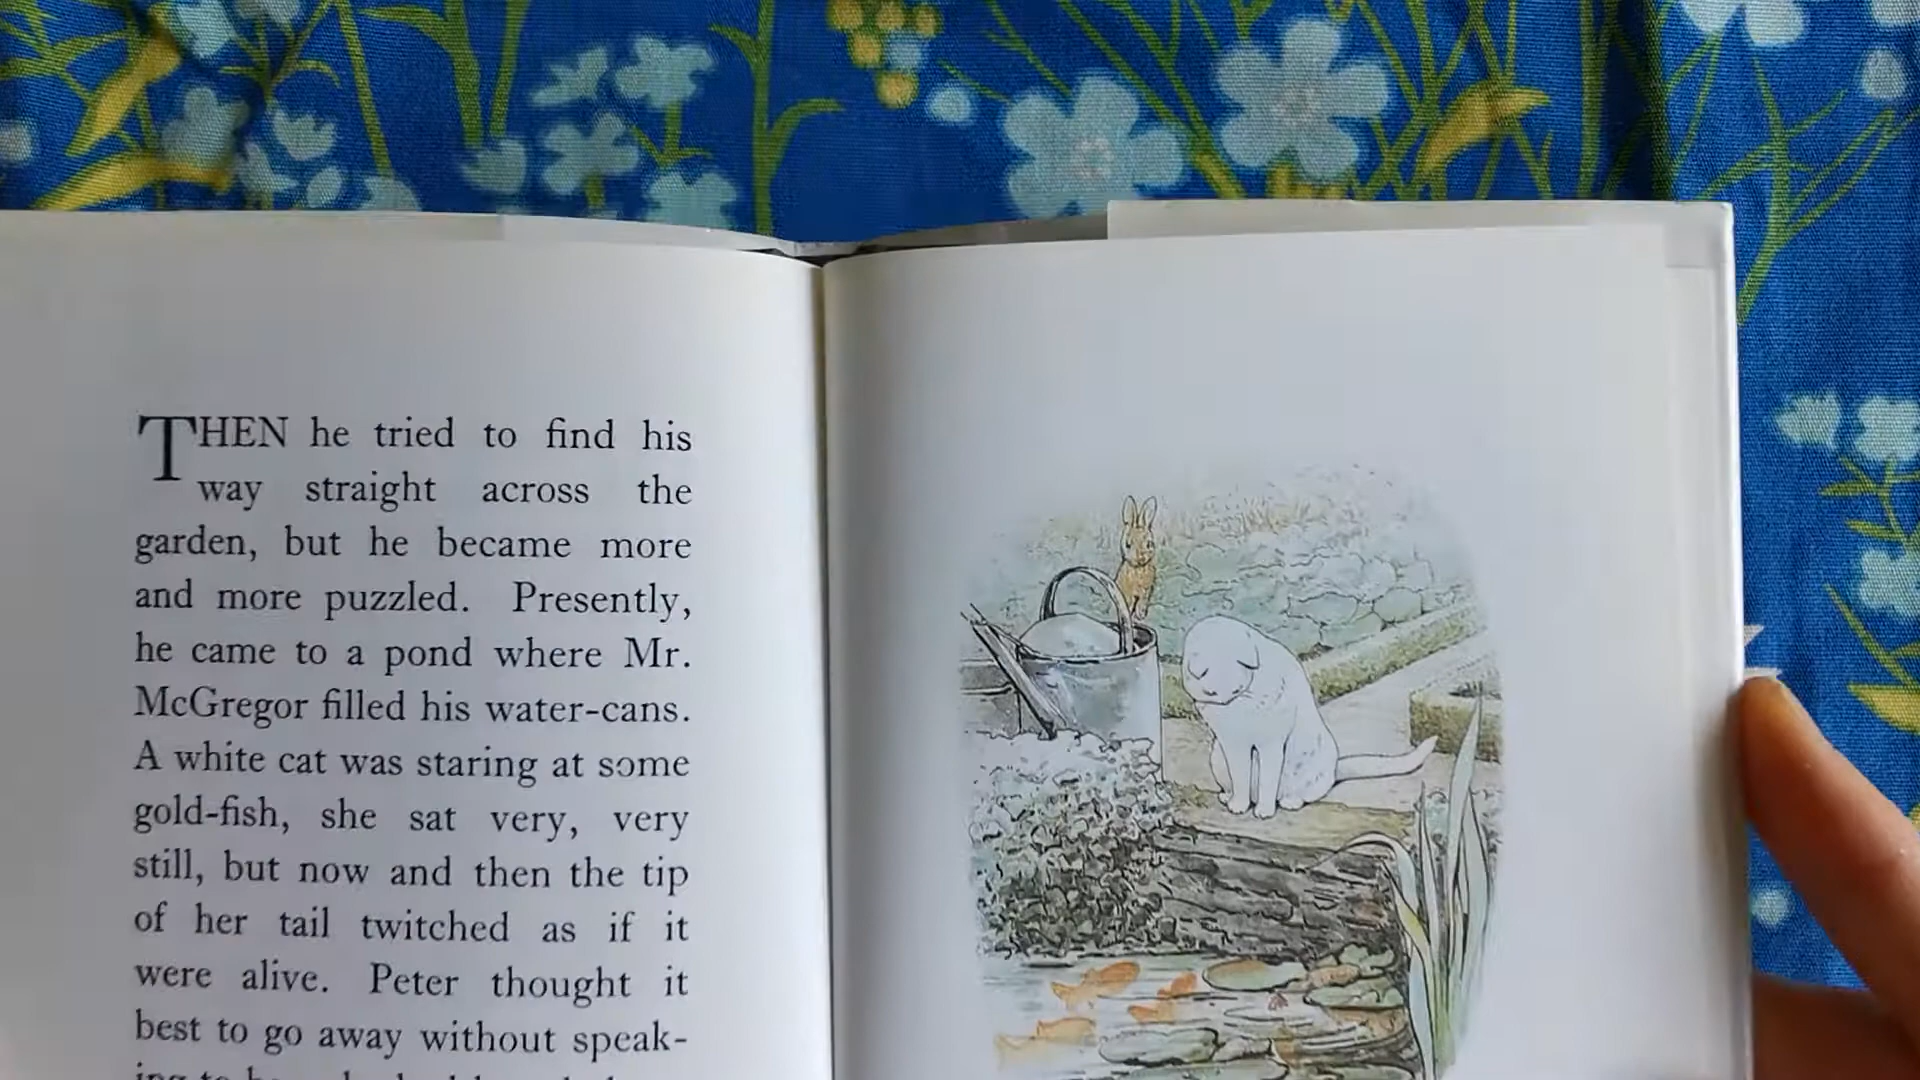 THEN he tried to find his
way straight across the
garden, but he became more
and more puzzled. Presently,
he came to a pond where Mr.
McGregor filled his water-cans.
A white cat was staring at some
gold-fish, she sat very, very
still, but now and then the tip
of her tail twitched as if it
were alive. Peter thought it
best to go away without speak-